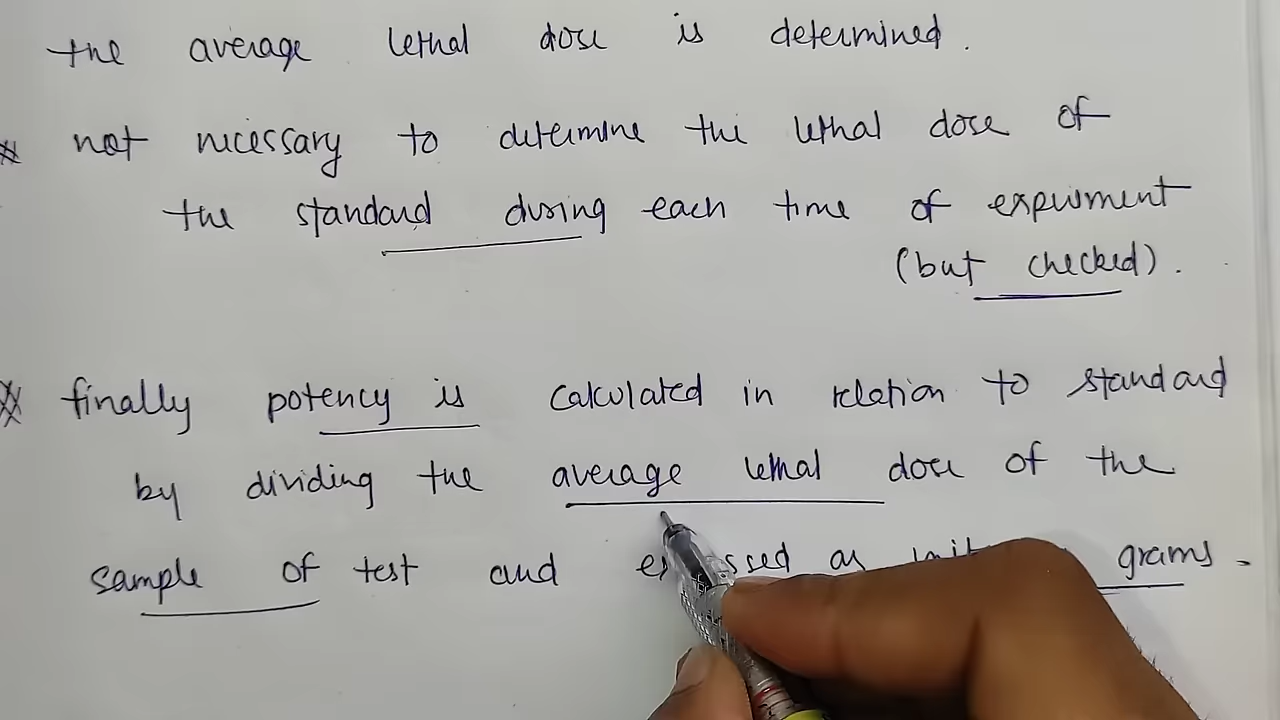 the average lethal dose is determined.
not necessary to determine the lethal dose of
the standard during each time of experiment
(but checked).
finally potency is calculated in relation to standard
by dividing the average lethal dose of the
sample of test and as grams.